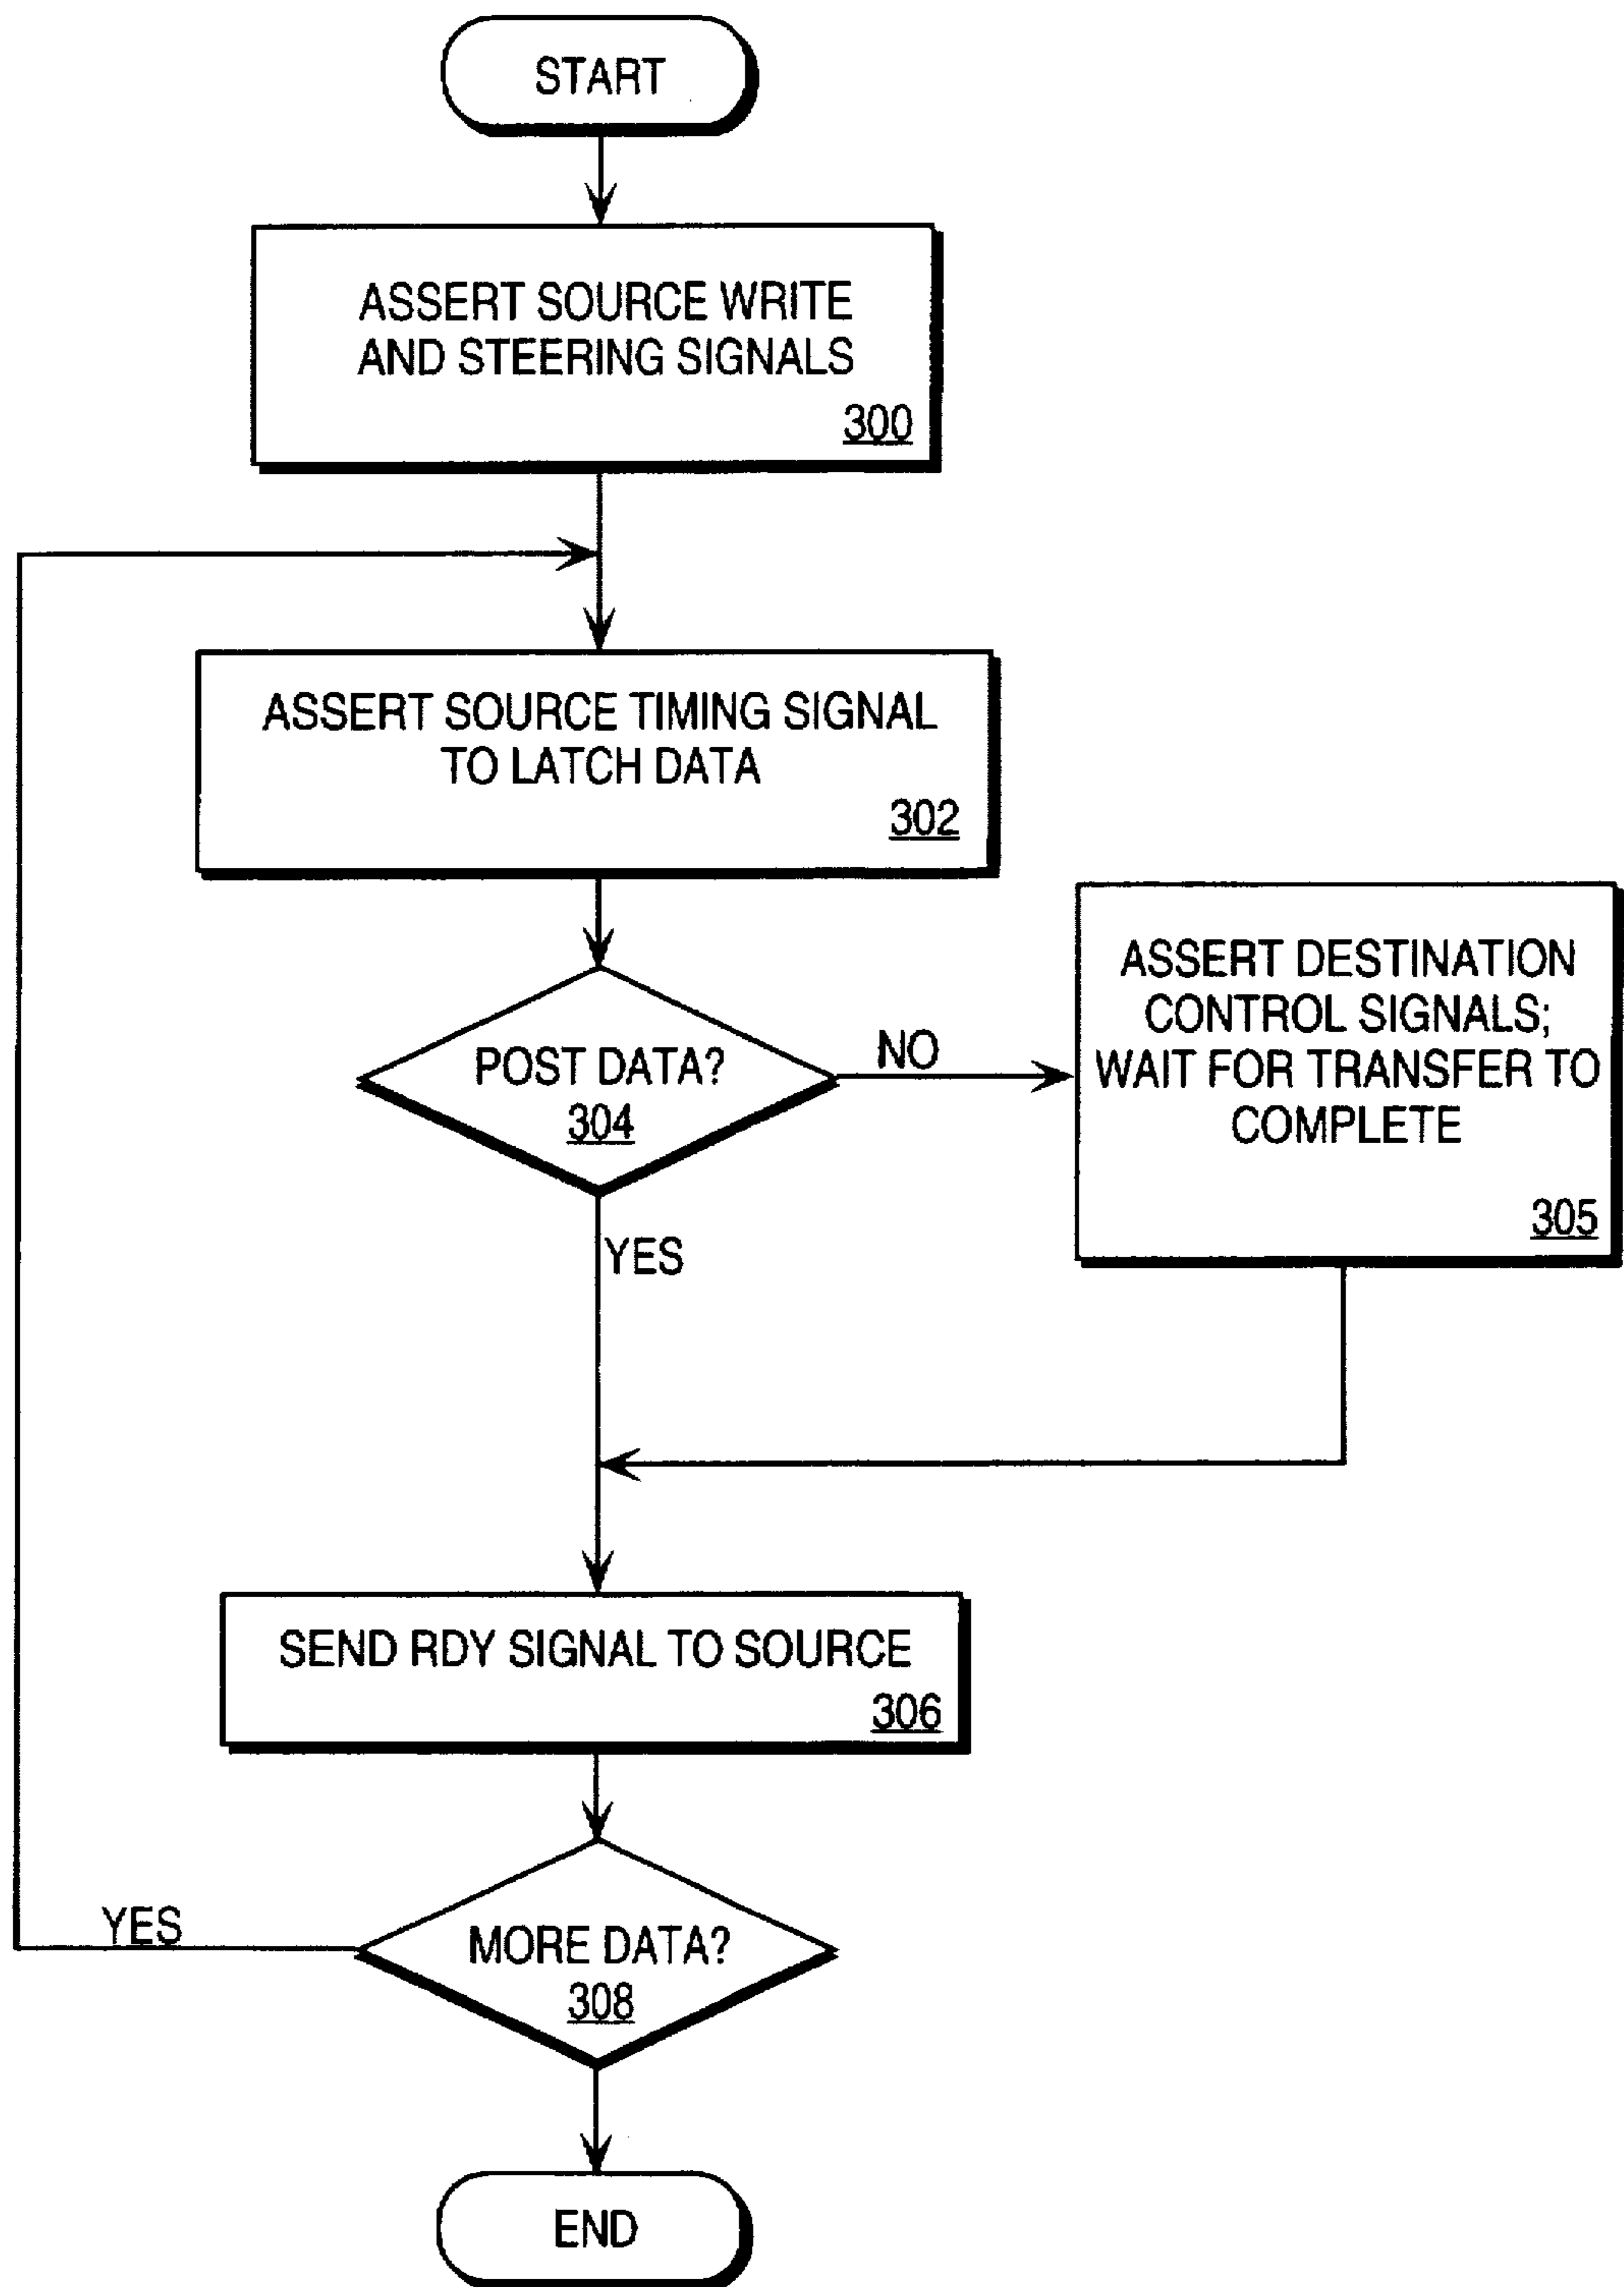 START
ASSERT SOURCE WRITE
AND STEERING SIGNALS
300
ASSERT SOURCE TIMING SIGNAL
TO LATCH DATA
302
POST DATA?
304
NO
YES
ASSERT DESTINATION
CONTROL SIGNALS;
WAIT FOR TRANSFER TO
COMPLETE
305
SEND RDY SIGNAL TO SOURCE
306
MORE DATA?
308
YES
END